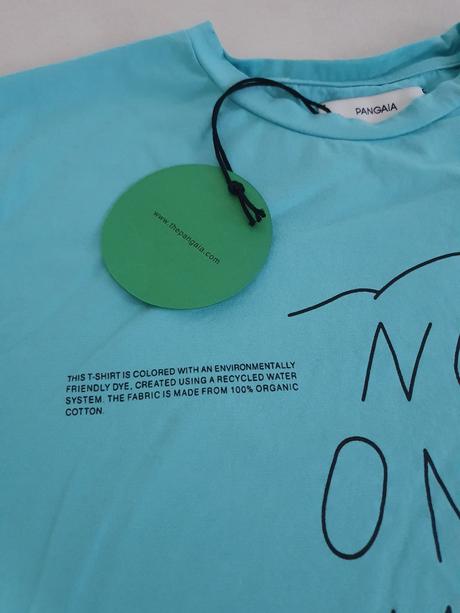 PANGAIA
www.thepangaia.com
THIS T-SHIRT IS COLORED WITH AN ENVIRONMENTALLY
FRIENDLY DYE, CREATED USING A RECYCLED WATER
SYSTEM. THE FABRIC IS MADE FROM 100% ORGANIC
COTTON.
N
ON